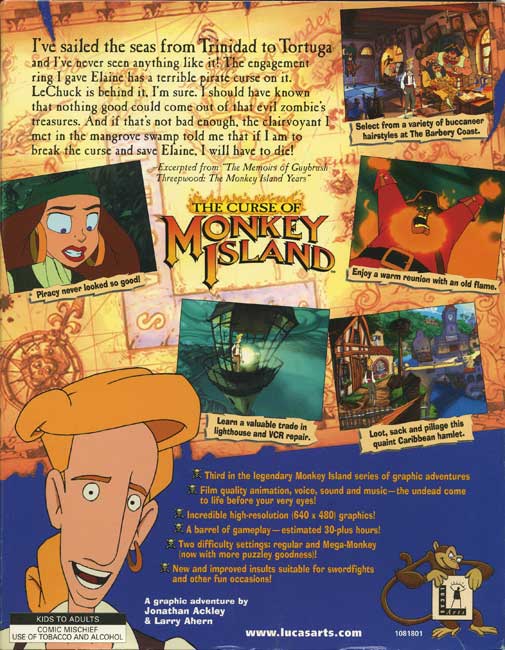 I've sailed the seas from Trinidad to Tortuga
and I've never seen anything like it! The engagement
ring I gave Elaine has a terrible pirate curse on it.
LeChuck is behind it, I'm sure. I should have known
that nothing good could come out of that evil zombie's
treasures. And if that's not bad enough, the clairvoyant I
met in the mangrove swamp told me that if I am to
break the curse and save Elaine, I will have to die!
Excerpted from "The Memoirs of Guybrush
Threepwood: The Monkey Island Years"
Select from a variety of buccaneer
hairstyles at The Barbery Coast.
THE CURSE OF
MONKEY
ISLAND
Piracy never looked so good!
Enjoy a warm reunion with an old flame.
Learn a valuable trade in
lighthouse and VCR repair.
Loot, sack and pillage this
quaint Caribbean hamlet.
Third in the legendary Monkey Island series of graphic adventures
Film quality animation, voice, sound and music—the undead come
to life before your very eyes!
Incredible high-resolution (640 x 480) graphics!
A barrel of gameplay—estimated 30-plus hours!
Two difficulty settings: regular and Mega-Monkey
now with more puzzley goodness!!
New and improved insults suitable for swordfights
and other fun occasions!
A graphic adventure by
Jonathan Ackley
& Larry Ahern
KIDS TO ADULTS
COMIC MISCHIEF
USE OF TOBACCO AND ALCOHOL
www.lucasarts.com
Lucas
Arts
1081801